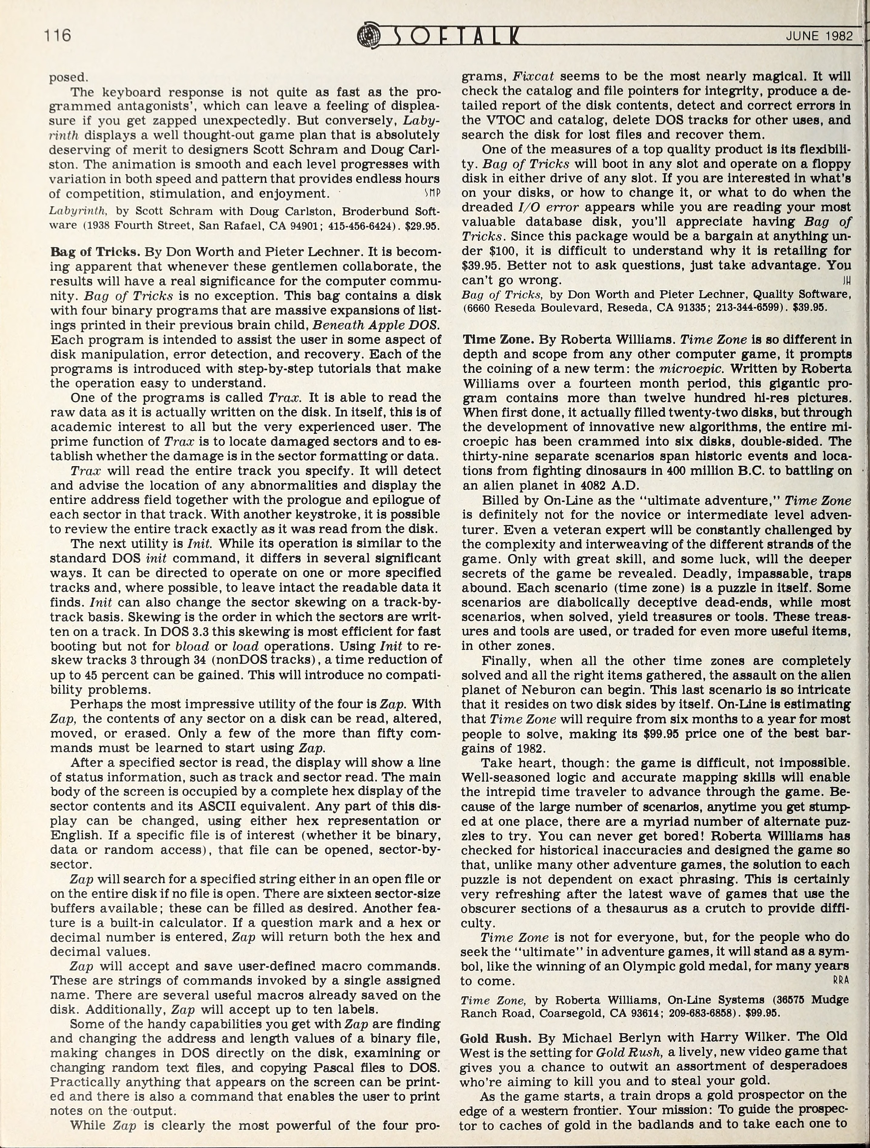 116
SOFTALK
JUNE 1982
posed.
The keyboard response is not quite as fast as the pro-
grammed antagonists', which can leave a feeling of displea-
sure if you get zapped unexpectedly. But conversely, Laby-
rinth displays a well thought-out game plan that is absolutely
deserving of merit to designers Scott Schram and Doug Carl-
ston. The animation is smooth and each level progresses with
variation in both speed and pattern that provides endless hours
of competition, stimulation, and enjoyment. SMP
Labyrinth, by Scott Schram with Doug Carlston, Broderbund Soft-
ware (1938 Fourth Street, San Rafael, CA 94901; 415-456-6424). $29.95.
Bag of Tricks. By Don Worth and Pieter Lechner. It is becom-
ing apparent that whenever these gentlemen collaborate, the
results will have a real significance for the computer commu-
nity. Bag of Tricks is no exception. This bag contains a disk
with four binary programs that are massive expansions of list-
ings printed in their previous brain child, Beneath Apple DOS.
Each program is intended to assist the user in some aspect of
disk manipulation, error detection, and recovery. Each of the
programs is introduced with step-by-step tutorials that make
the operation easy to understand.
One of the programs is called Trax. It is able to read the
raw data as it is actually written on the disk. In itself, this is of
academic interest to all but the very experienced user. The
prime function of Trax is to locate damaged sectors and to es-
tablish whether the damage is in the sector formatting or data.
Trax will read the entire track you specify. It will detect
and advise the location of any abnormalities and display the
entire address field together with the prologue and epilogue of
each sector in that track. With another keystroke, it is possible
to review the entire track exactly as it was read from the disk.
The next utility is Init. While its operation is similar to the
standard DOS init command, it differs in several significant
ways. It can be directed to operate on one or more specified
tracks and, where possible, to leave intact the readable data it
finds. Init can also change the sector skewing on a track-by-
track basis. Skewing is the order in which the sectors are writ-
ten on a track. In DOS 3.3 this skewing is most efficient for fast
booting but not for bload or load operations. Using Init to re-
skew tracks 3 through 34 (nonDOS tracks), a time reduction of
up to 45 percent can be gained. This will introduce no compati-
bility problems.
Perhaps the most impressive utility of the four is Zap. With
Zap, the contents of any sector on a disk can be read, altered,
moved, or erased. Only a few of the more than fifty com-
mands must be learned to start using Zap.
After a specified sector is read, the display will show a line
of status information, such as track and sector read. The main
body of the screen is occupied by a complete hex display of the
sector contents and its ASCII equivalent. Any part of this dis-
play can be changed, using either hex representation or
English. If a specific file is of interest (whether it be binary,
data or random access), that file can be opened, sector-by-
sector.
Zap will search for a specified string either in an open file or
on the entire disk if no file is open. There are sixteen sector-size
buffers available; these can be filled as desired. Another fea-
ture is a built-in calculator. If a question mark and a hex or
decimal number is entered, Zap will return both the hex and
decimal values.
Zap will accept and save user-defined macro commands.
These are strings of commands invoked by a single assigned
name. There are several useful macros already saved on the
disk. Additionally, Zap will accept up to ten labels.
Some of the handy capabilities you get with Zap are finding
and changing the address and length values of a binary file,
making changes in DOS directly on the disk, examining or
changing random text files, and copying Pascal files to DOS.
Practically anything that appears on the screen can be print-
ed and there is also a command that enables the user to print
notes on the output.
While Zap is clearly the most powerful of the four pro-
grams, Fixcat seems to be the most nearly magical. It will
check the catalog and file pointers for integrity, produce a de-
tailed report of the disk contents, detect and correct errors in
the VTOC and catalog, delete DOS tracks for other uses, and
search the disk for lost files and recover them.
One of the measures of a top quality product is its flexibili-
ty. Bag of Tricks will boot in any slot and operate on a floppy
disk in either drive of any slot. If you are interested in what's
on your disks, or how to change it, or what to do when the
dreaded I/O error appears while you are reading your most
valuable database disk, you'll appreciate having Bag of
Tricks. Since this package would be a bargain at anything un-
der $100, it is difficult to understand why it is retailing for
$39.95. Better not to ask questions, just take advantage. You
can't go wrong. JW
Bag of Tricks, by Don Worth and Pieter Lechner, Quality Software,
(6660 Reseda Boulevard, Reseda, CA 91335; 213-344-6599). $39.95.
Time Zone. By Roberta Williams. Time Zone is so different in
depth and scope from any other computer game, it prompts
the coining of a new term: the microepic. Written by Roberta
Williams over a fourteen month period, this gigantic pro-
gram contains more than twelve hundred hi-res pictures.
When first done, it actually filled twenty-two disks, but through
the development of innovative new algorithms, the entire mi-
croepic has been crammed into six disks, double-sided. The
thirty-nine separate scenarios span historic events and loca-
tions from fighting dinosaurs in 400 million B.C. to battling on
an alien planet in 4082 A.D.
Billed by On-Line as the "ultimate adventure," Time Zone
is definitely not for the novice or intermediate level adven-
turer. Even a veteran expert will be constantly challenged by
the complexity and interweaving of the different strands of the
game. Only with great skill, and some luck, will the deeper
secrets of the game be revealed. Deadly, impassable, traps
abound. Each scenario (time zone) is a puzzle in itself. Some
scenarios are diabolically deceptive dead-ends, while most
scenarios, when solved, yield treasures or tools. These treas-
ures and tools are used, or traded for even more useful items,
in other zones.
Finally, when all the other time zones are completely
solved and all the right items gathered, the assault on the alien
planet of Neburon can begin. This last scenario is so intricate
that it resides on two disk sides by itself. On-Line is estimating
that Time Zone will require from six months to a year for most
people to solve, making its $99.95 price one of the best bar-
gains of 1982.
Take heart, though: the game is difficult, not impossible.
Well-seasoned logic and accurate mapping skills will enable
the intrepid time traveler to advance through the game. Be-
cause of the large number of scenarios, anytime you get stump-
ed at one place, there are a myriad number of alternate puz-
zles to try. You can never get bored! Roberta Williams has
checked for historical inaccuracies and designed the game so
that, unlike many other adventure games, the solution to each
puzzle is not dependent on exact phrasing. This is certainly
very refreshing after the latest wave of games that use the
obscurer sections of a thesaurus as a crutch to provide diffi-
culty.
Time Zone is not for everyone, but, for the people who do
seek the "ultimate" in adventure games, it will stand as a sym-
bol, like the winning of an Olympic gold medal, for many years
to come. RRA
Time Zone, by Roberta Williams, On-Line Systems (36575 Mudge
Ranch Road, Coarsegold, CA 93614; 209-683-6858). $99.95.
Gold Rush. By Michael Berlyn with Harry Wilker. The Old
West is the setting for Gold Rush, a lively, new video game that
gives you a chance to outwit an assortment of desperadoes
who're aiming to kill you and to steal your gold.
As the game starts, a train drops a gold prospector on the
edge of a western frontier. Your mission: To guide the prospec-
tor to caches of gold in the badlands and to take each one to